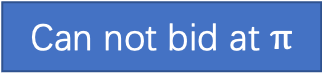 Can not bid at π